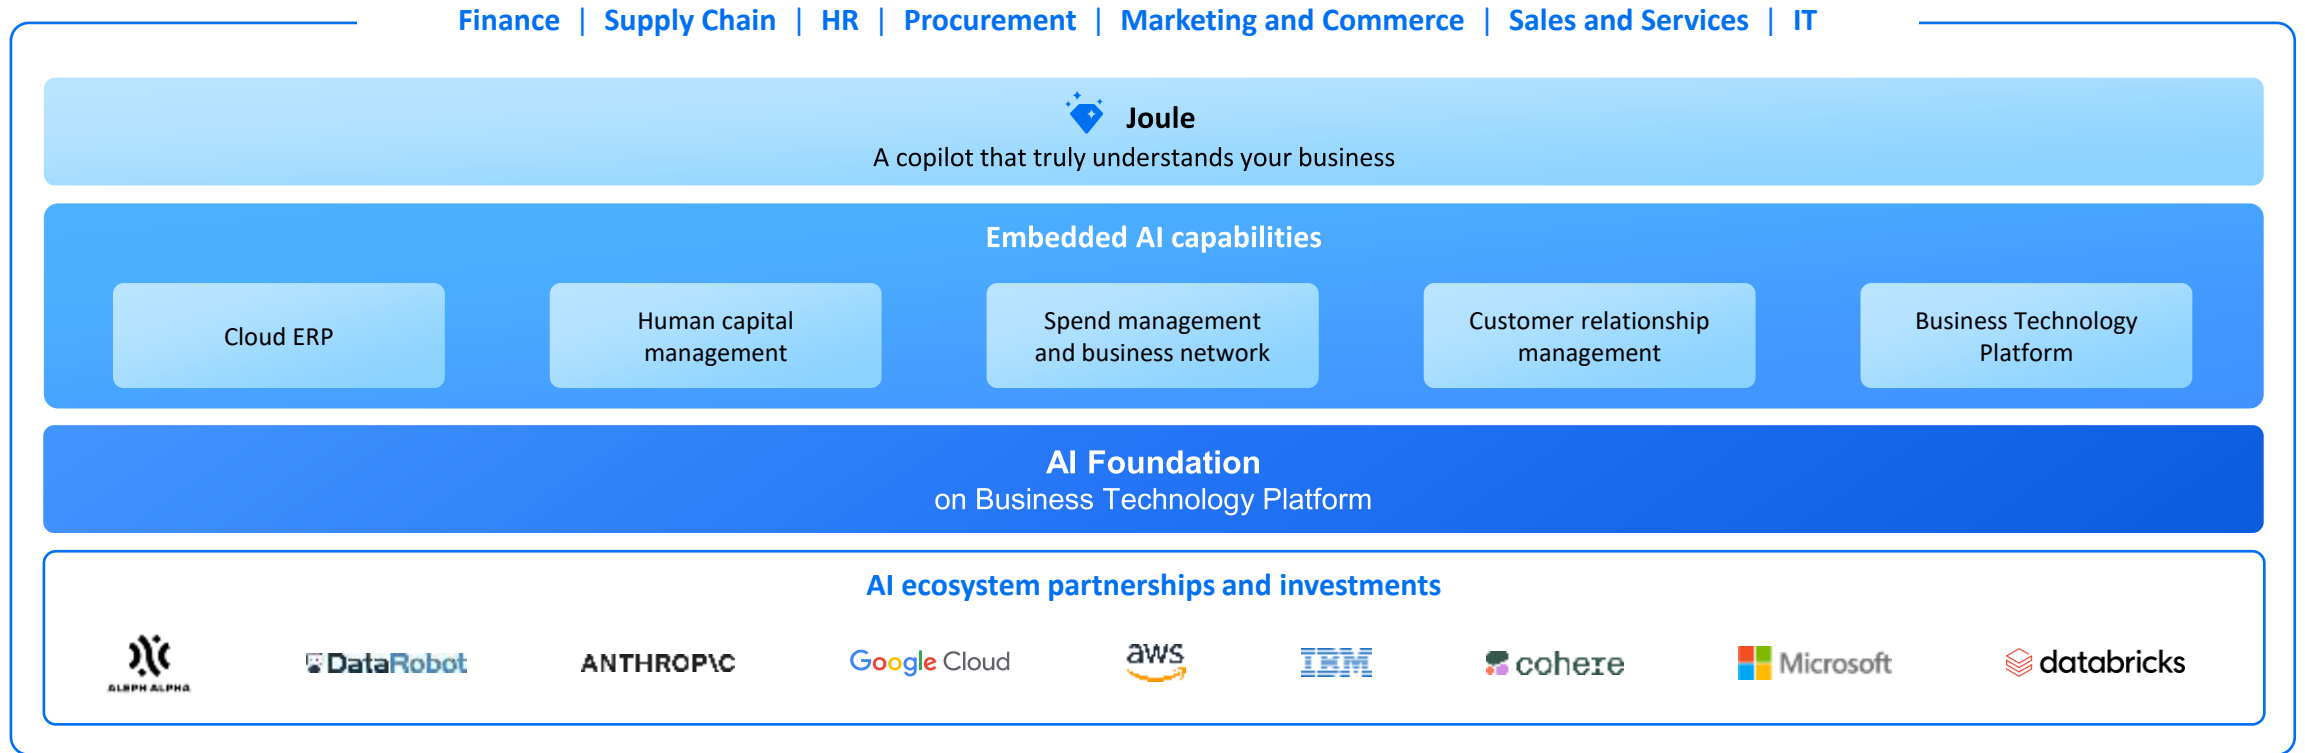 Finance | Supply Chain | HR | Procurement | Marketing and Commerce | Sales and Services | IT
Joule
A copilot that truly understands your business
Embedded AI capabilities
Cloud ERP
Human capital
management
Spend management
and business network
Customer relationship
management
Business Technology
Platform
AI Foundation
on Business Technology Platform
AI ecosystem partnerships and investments
ALEPH ALPHA
DataRobot
ANTHROP\C
Google Cloud
aws
IBM
cohere
Microsoft
databricks